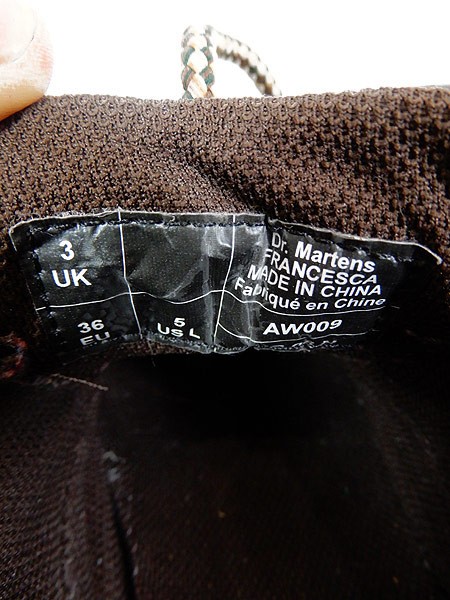 3
UK
36
EU
5
US L
Dr. Martens
FRANCESCA
MADE IN CHINA
Fabriqué en Chine
AW009